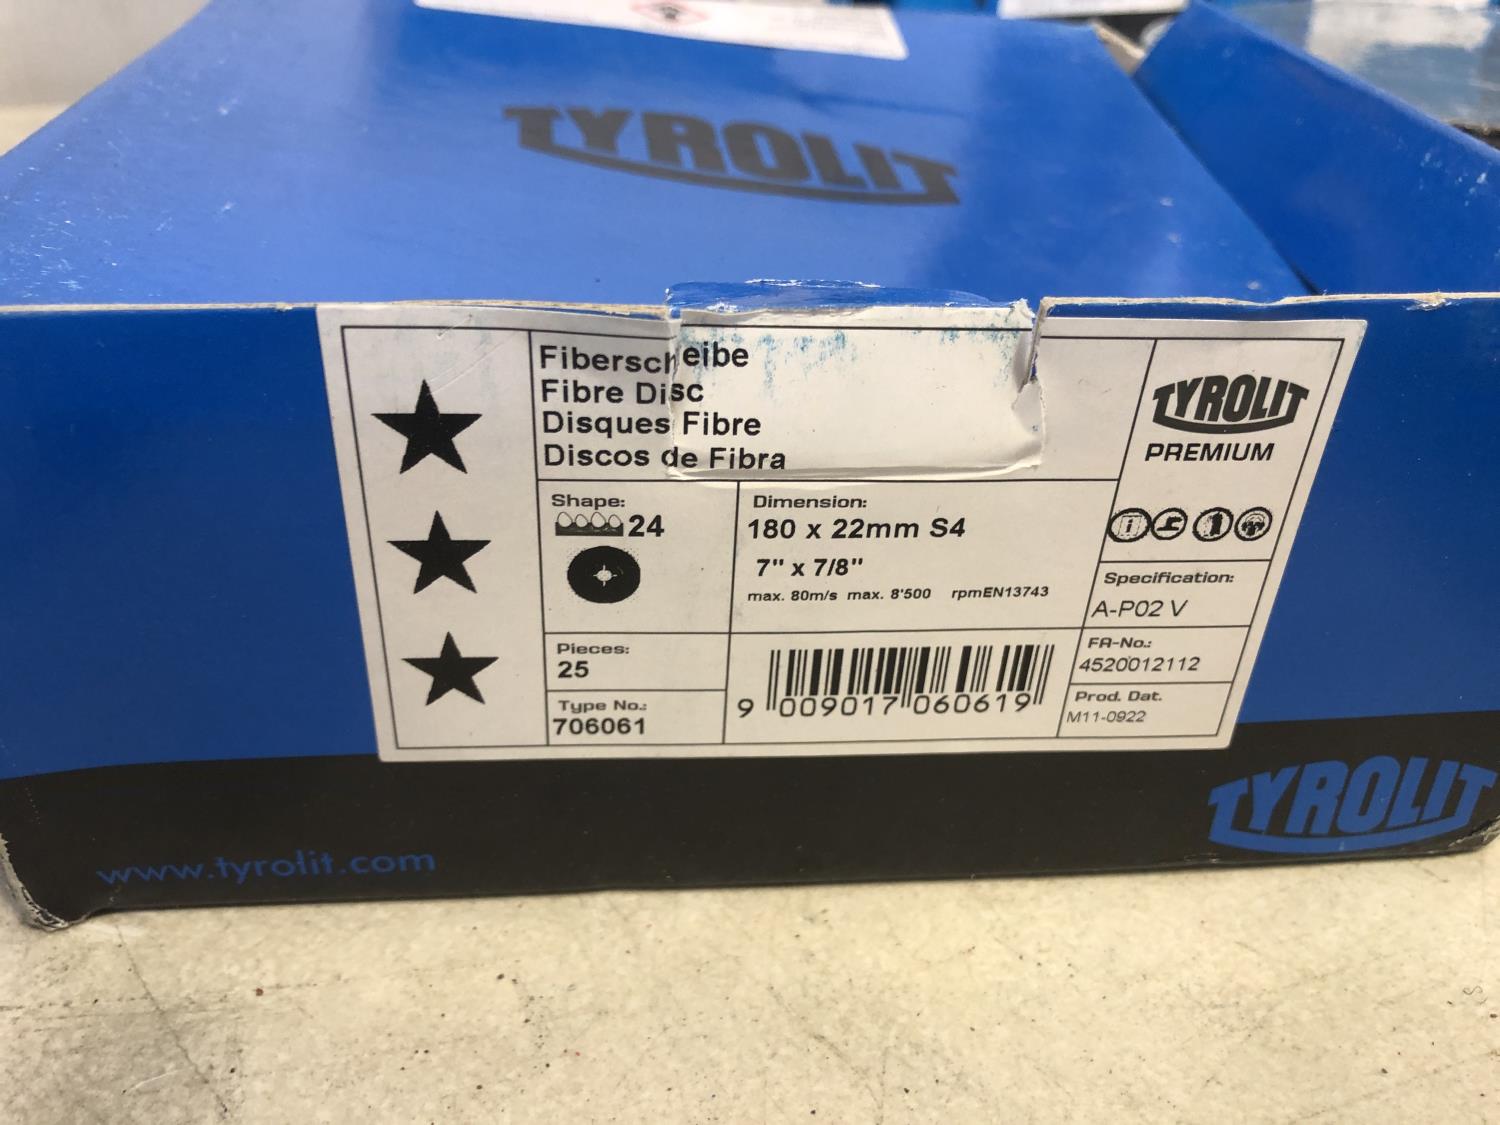 TYROLIT
Fiberscheibe
Fibre Disc
Disques Fibre
Discos de Fibra
TYROLIT
PREMIUM
Shape:
24
Dimension:
180 x 22mm S4
7" x 7/8"
max. 80m/s max. 8'500 rpmEN13743
Specification:
A-P02 V
Pieces:
25
Type No.:
706061
9 009017 060619
FA-No.:
4520012112
Prod. Dat.
M11-0922
www.tyrolit.com
TYROLIT